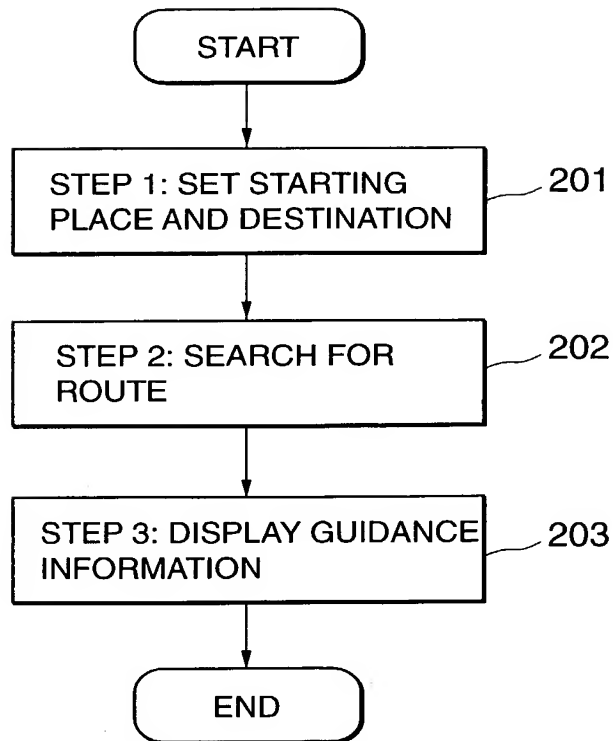 START
STEP 1: SET STARTING
PLACE AND DESTINATION
201
STEP 2: SEARCH FOR
ROUTE
202
STEP 3: DISPLAY GUIDANCE
INFORMATION
203
END